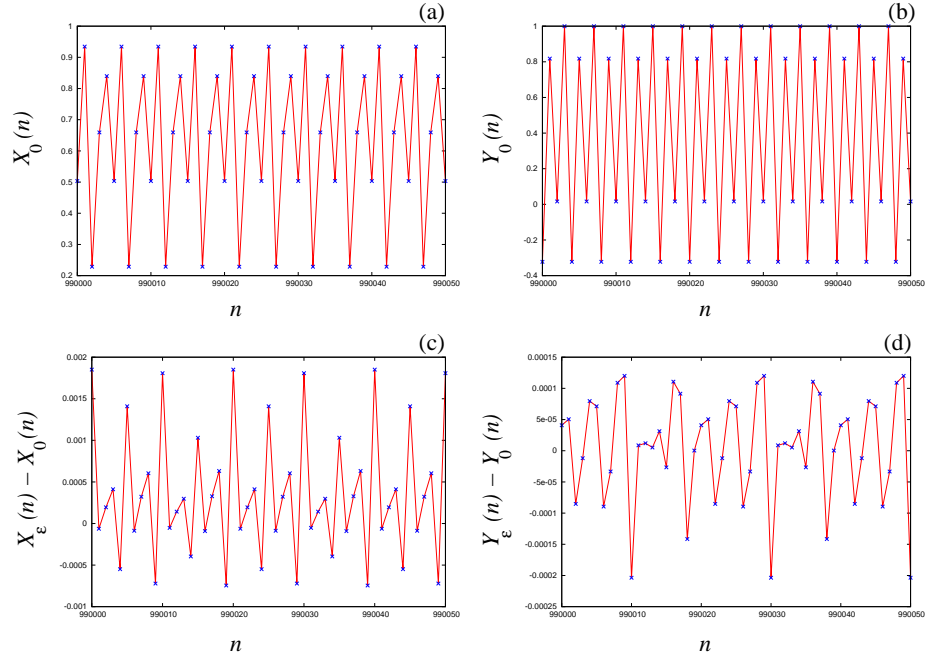 (a)
1
0.9
0.8
0.7
0.6
0.5
0.4
0.3
0.2
X0(n)
990000 990010 990020 990030 990040 990050
n
(b)
1
0.8
0.6
0.4
0.2
0
-0.2
-0.4
Y0(n)
990000 990010 990020 990030 990040 990050
n
(c)
0.002
0.0015
0.001
0.0005
0
-0.0005
-0.001
Xε(n) − X0(n)
990000 990010 990020 990030 990040 990050
n
(d)
0.00015
0.0001
5e-05
0
-5e-05
-0.0001
-0.00015
-0.0002
-0.00025
Yε(n) − Y0(n)
990000 990010 990020 990030 990040 990050
n